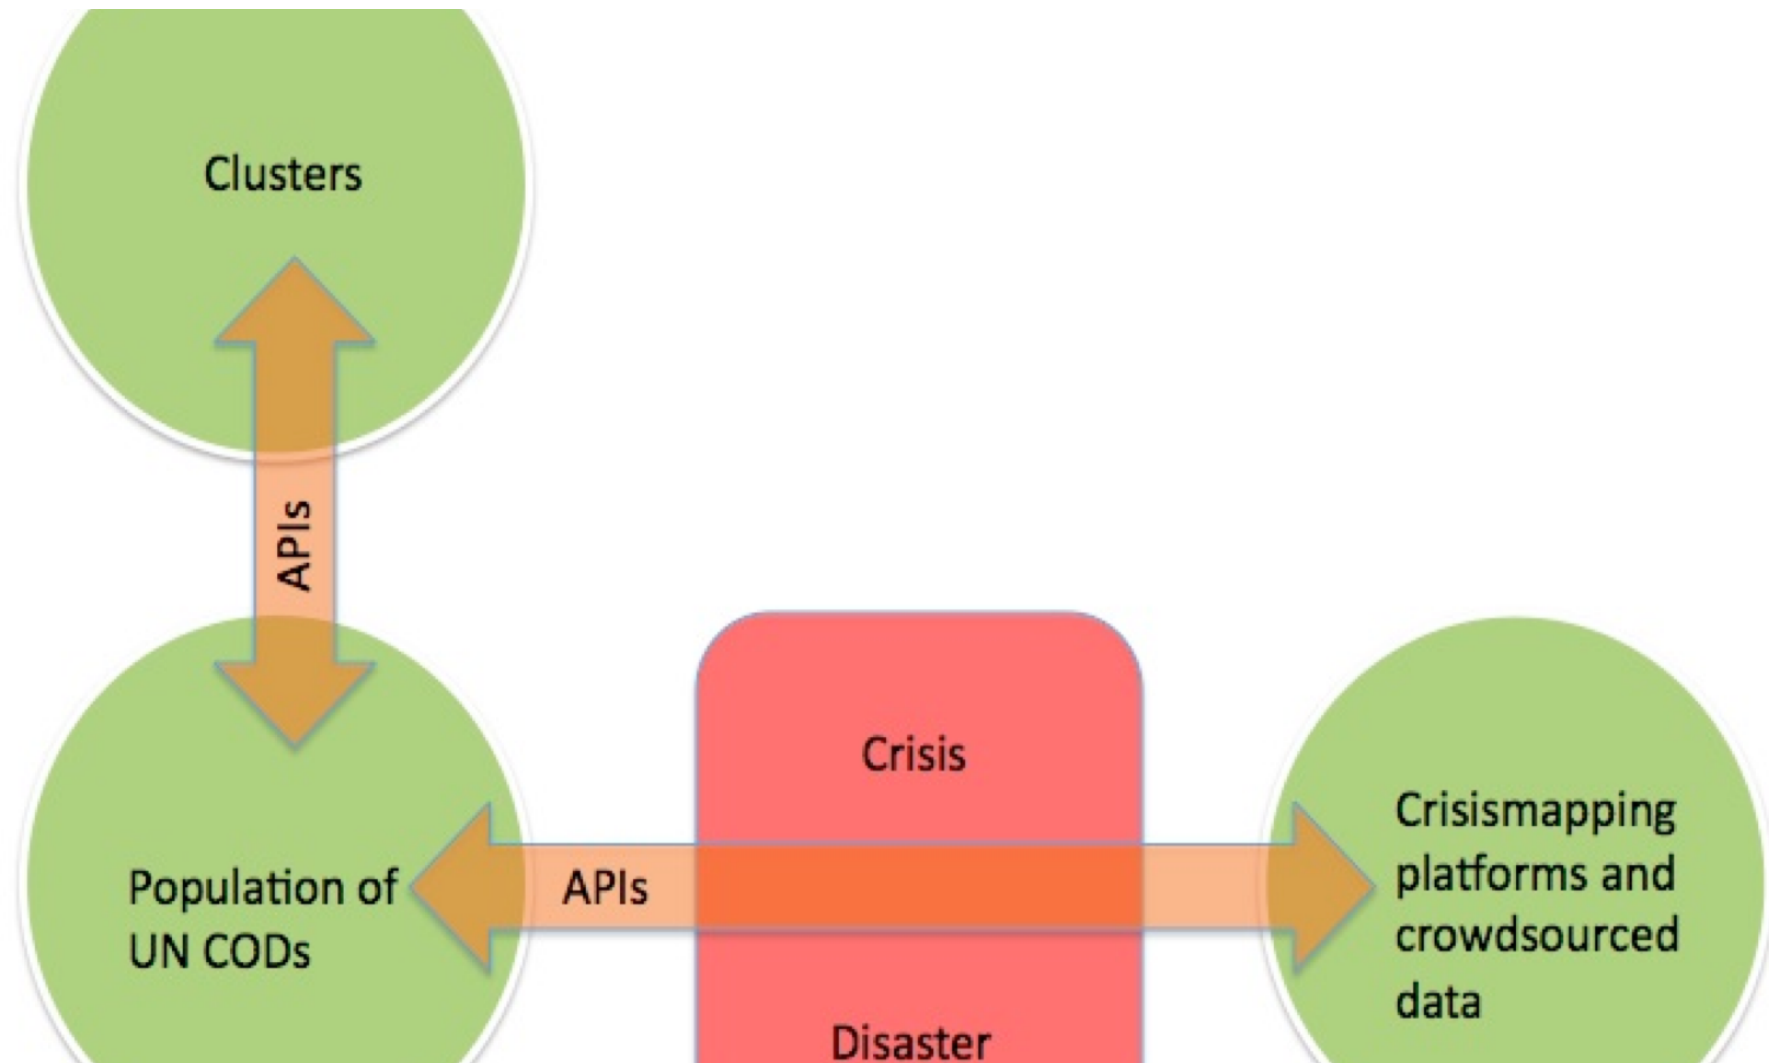 Clusters
APIs
Crisis
Population of
UN CODs
APIs
Crisismapping
platforms and
crowdsourced
data
Disaster